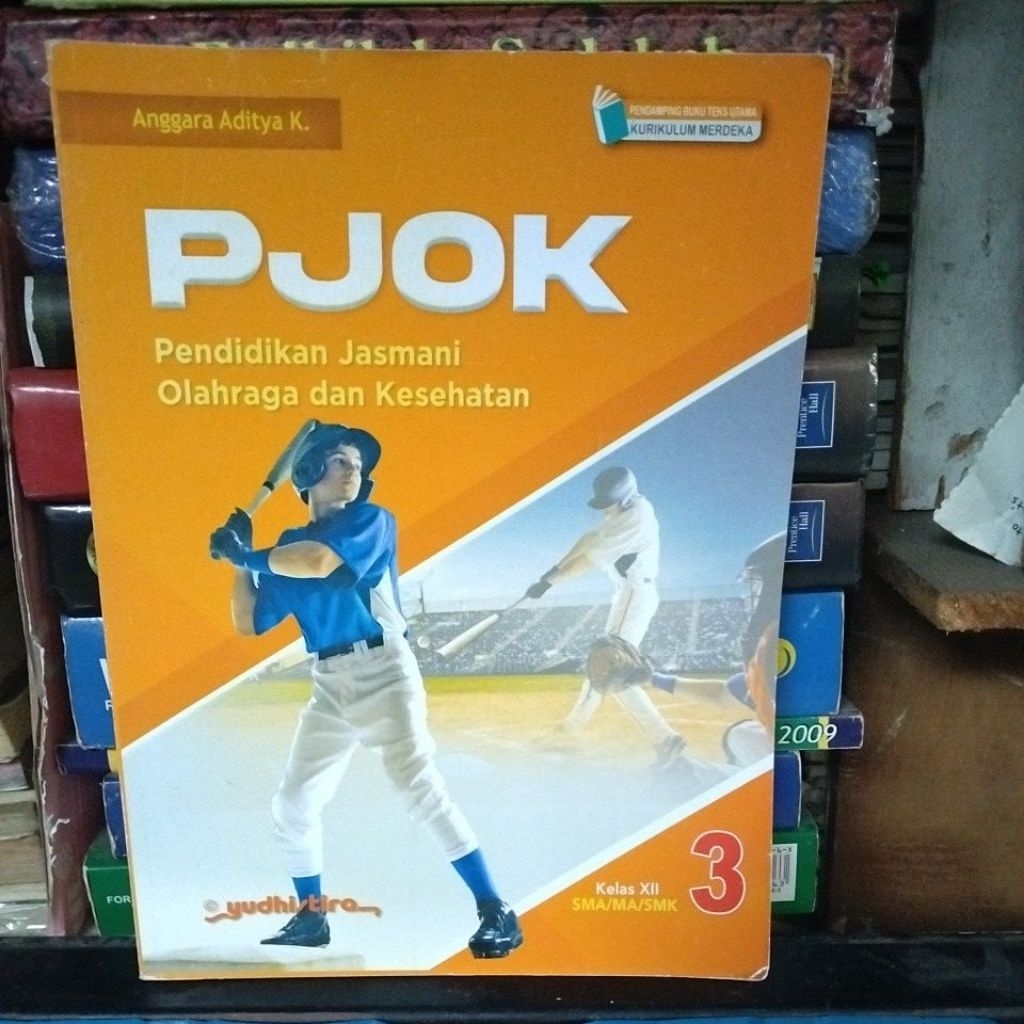 Anggara Aditya K.
PENDAMPING BUKU TEKS UTAMA
KURIKULUM MERDEKA
PJOK
Pendidikan Jasmani
Olahraga dan Kesehatan
Prentice
Hall
Prentice
Hall
2009
Kelas XII
SMA/MA/SMK
3
© yudhistira
FOR